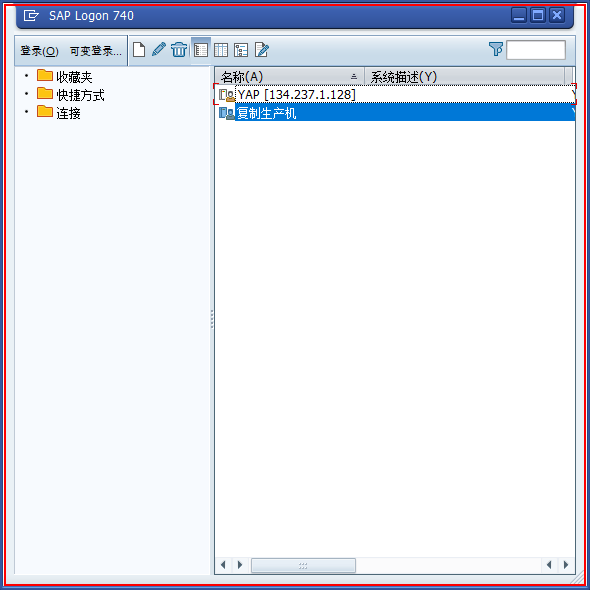 SAP Logon 740
登录(O) 可变登录...
收藏夹
快捷方式
连接
名称(A) 系统描述(Y)
YAP [134.237.1.128]
复制生产机